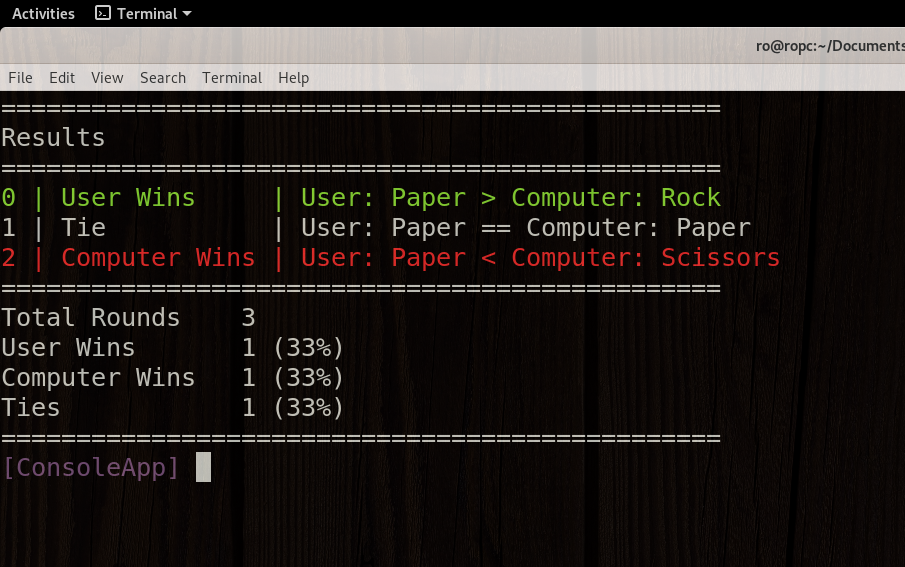 Activities Terminal
ro@ropc:~/Documents
File Edit View Search Terminal Help
================================================
Results
================================================
0 | User Wins     | User: Paper > Computer: Rock
1 | Tie           | User: Paper == Computer: Paper
2 | Computer Wins | User: Paper < Computer: Scissors
================================================
Total Rounds    3
User Wins       1 (33%)
Computer Wins   1 (33%)
Ties            1 (33%)
================================================
[ConsoleApp]